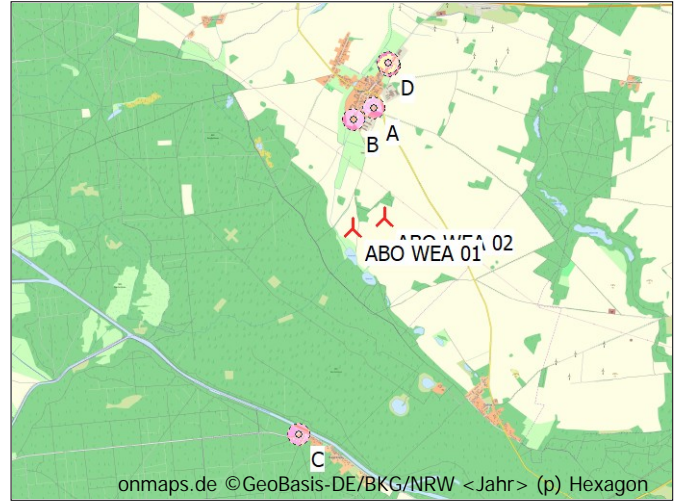 D
A
B
ABO WEA 02
ABO WEA 01
C
onmaps.de ©GeoBasis-DE/BKG/NRW <Jahr> (p) Hexagon